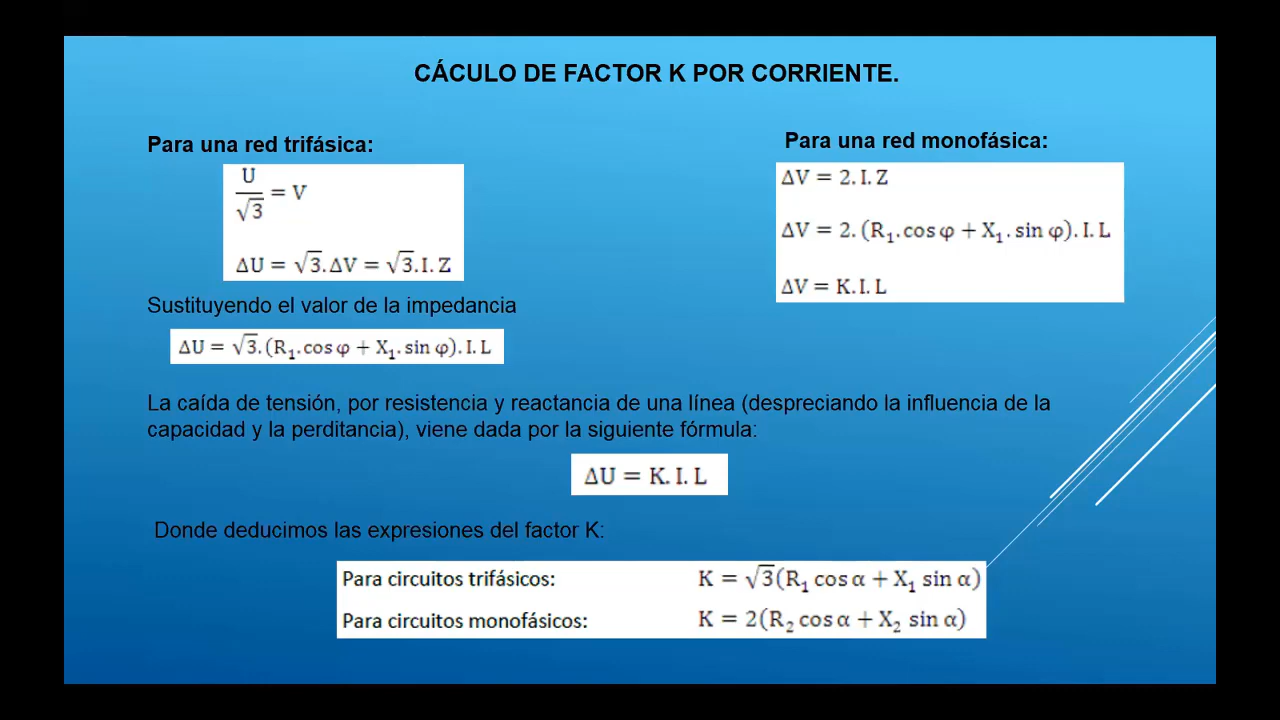 CÁCULO DE FACTOR K POR CORRIENTE.
Para una red trifásica:
U/√3 = V
ΔU = √3.ΔV = √3.I.Z
Sustituyendo el valor de la impedancia
ΔU = √3.(R₁.cos φ + X₁.sin φ).I.L
Para una red monofásica:
ΔV = 2.I.Z
ΔV = 2.(R₁.cos φ + X₁.sin φ).I.L
ΔV = K.I.L
La caída de tensión, por resistencia y reactancia de una línea (despreciando la influencia de la
capacidad y la perditancia), viene dada por la siguiente fórmula:
ΔU = K.I.L
Donde deducimos las expresiones del factor K:
Para circuitos trifásicos: K = √3(R₁ cos α + X₁ sin α)
Para circuitos monofásicos: K = 2(R₂ cos α + X₂ sin α)